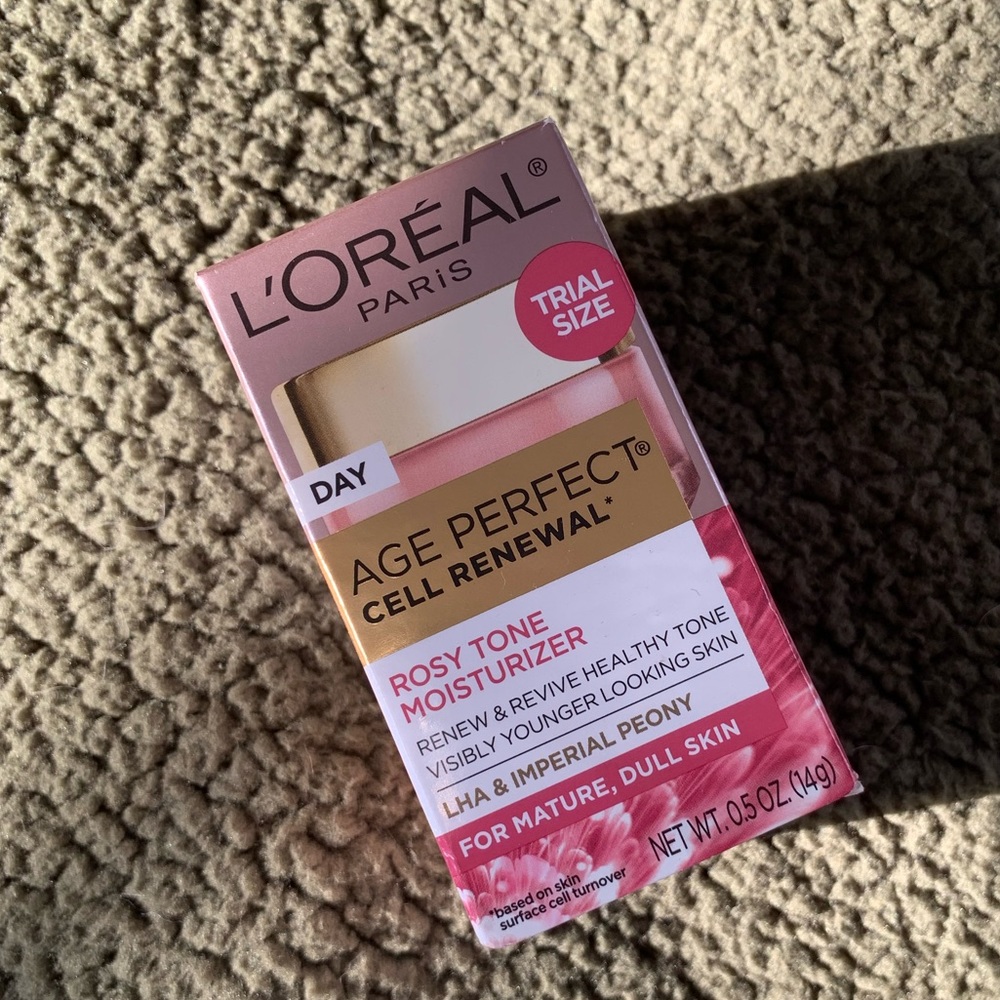 L'ORÉAL®
PARiS
TRIAL
SIZE
DAY
AGE PERFECT®
CELL RENEWAL*
ROSY TONE
MOISTURIZER
RENEW & REVIVE HEALTHY TONE
VISIBLY YOUNGER LOOKING SKIN
LHA & IMPERIAL PEONY
FOR MATURE, DULL SKIN
NET WT. 0.5 OZ. (14g)
*based on skin
surface cell turnover